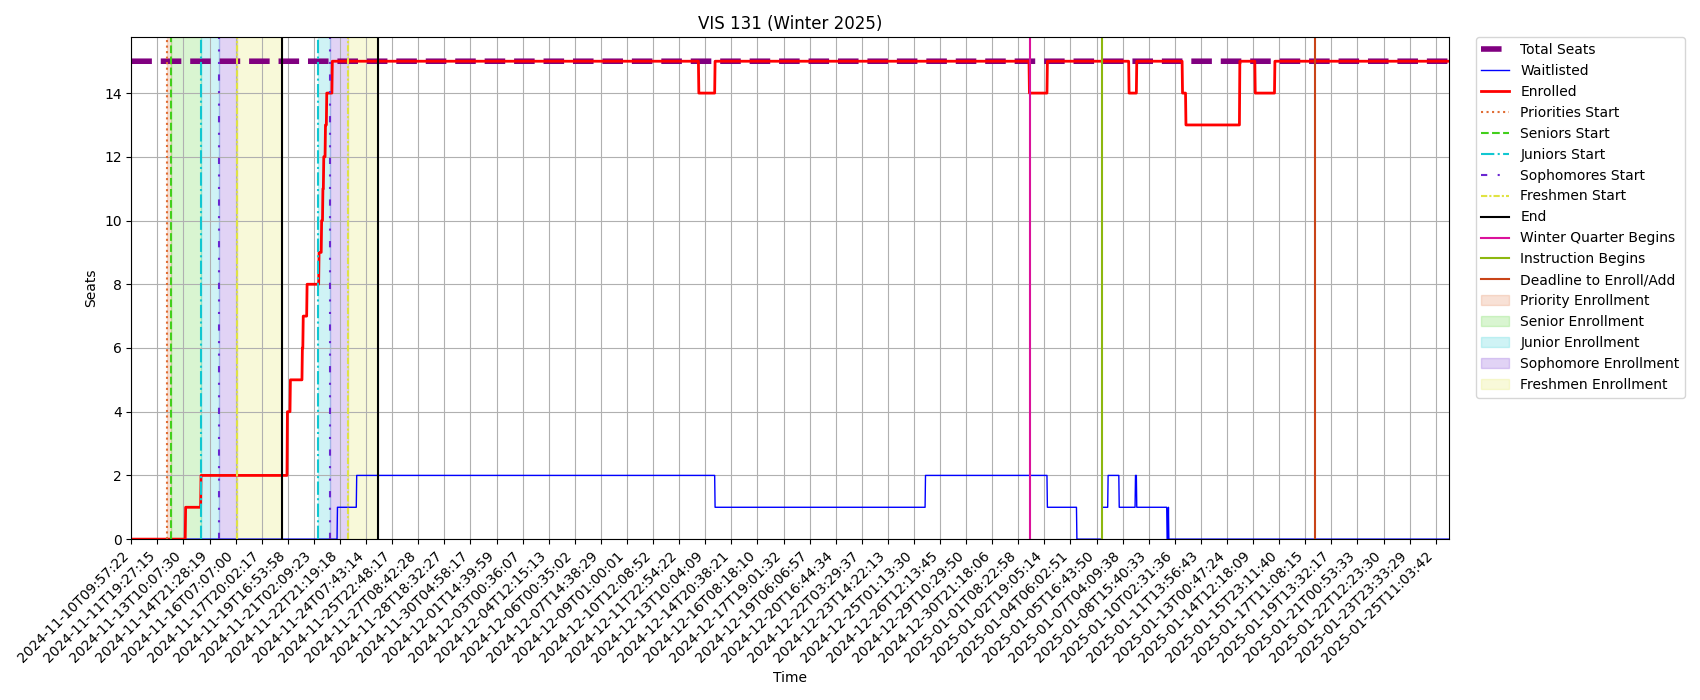 VIS 131 (Winter 2025)
Seats
14
12
10
8
6
4
2
0
2024-11-10T09:57:22
2024-11-11T19:27:15
2024-11-13T10:07:30
2024-11-14T21:28:19
2024-11-16T07:07:00
2024-11-17T20:02:17
2024-11-19T16:53:58
2024-11-21T02:09:23
2024-11-22T21:19:18
2024-11-24T07:43:14
2024-11-25T22:48:17
2024-11-27T08:42:28
2024-11-28T18:32:27
2024-11-30T04:58:17
2024-12-01T14:39:59
2024-12-03T00:36:07
2024-12-04T12:15:13
2024-12-06T00:35:02
2024-12-07T14:38:29
2024-12-09T01:00:01
2024-12-10T12:08:52
2024-12-11T22:54:22
2024-12-13T10:04:09
2024-12-14T20:38:21
2024-12-16T08:18:10
2024-12-17T19:01:32
2024-12-19T06:06:57
2024-12-20T16:44:34
2024-12-22T03:29:37
2024-12-23T14:22:13
2024-12-25T01:13:30
2024-12-26T12:13:45
2024-12-29T10:29:50
2024-12-30T21:18:06
2025-01-01T08:22:58
2025-01-02T19:05:14
2025-01-04T06:02:51
2025-01-05T16:43:50
2025-01-07T04:09:38
2025-01-08T15:40:33
2025-01-10T02:31:36
2025-01-11T13:56:43
2025-01-13T00:47:24
2025-01-14T12:18:09
2025-01-15T23:11:40
2025-01-17T11:08:15
2025-01-19T13:32:17
2025-01-21T00:53:33
2025-01-22T12:23:30
2025-01-23T23:33:29
2025-01-25T11:03:42
Time
Total Seats
Waitlisted
Enrolled
Priorities Start
Seniors Start
Juniors Start
Sophomores Start
Freshmen Start
End
Winter Quarter Begins
Instruction Begins
Deadline to Enroll/Add
Priority Enrollment
Senior Enrollment
Junior Enrollment
Sophomore Enrollment
Freshmen Enrollment